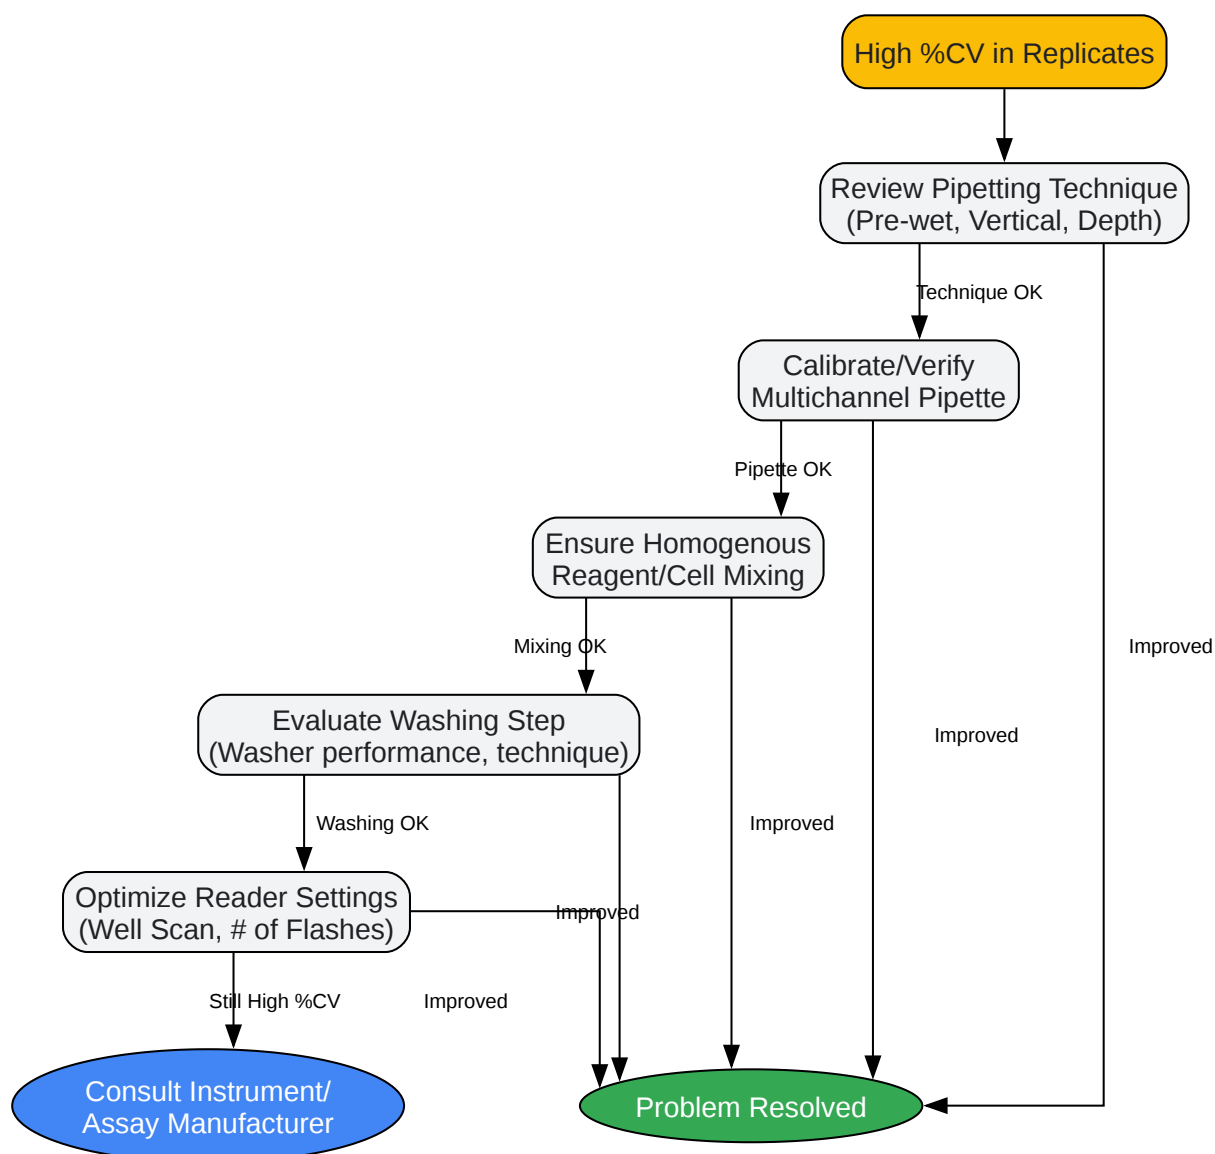 High %CV in Replicates
Review Pipetting Technique
(Pre-wet, Vertical, Depth)
Technique OK
Calibrate/Verify
Multichannel Pipette
Pipette OK
Ensure Homogenous
Reagent/Cell Mixing
Mixing OK
Improved
Evaluate Washing Step
(Washer performance, technique)
Improved
Washing OK
Improved
Optimize Reader Settings
(Well Scan, # of Flashes)
Improved
Still High %CV
Improved
Consult Instrument/
Assay Manufacturer
Problem Resolved